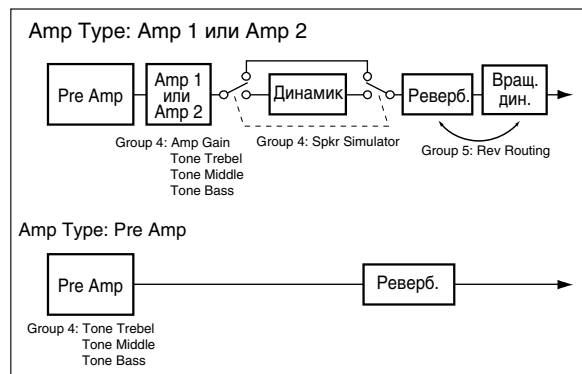 Amp Type: Amp 1 или Amp 2
Pre Amp
Amp 1
или
Amp 2
Динамик
Реверб.
Вращ.
дин.
Group 4: Amp Gain
Tone Trebel
Tone Middle
Tone Bass
Group 4: Spkr Simulator
Group 5: Rev Routing
Amp Type: Pre Amp
Pre Amp
Реверб.
Group 4: Tone Trebel
Tone Middle
Tone Bass